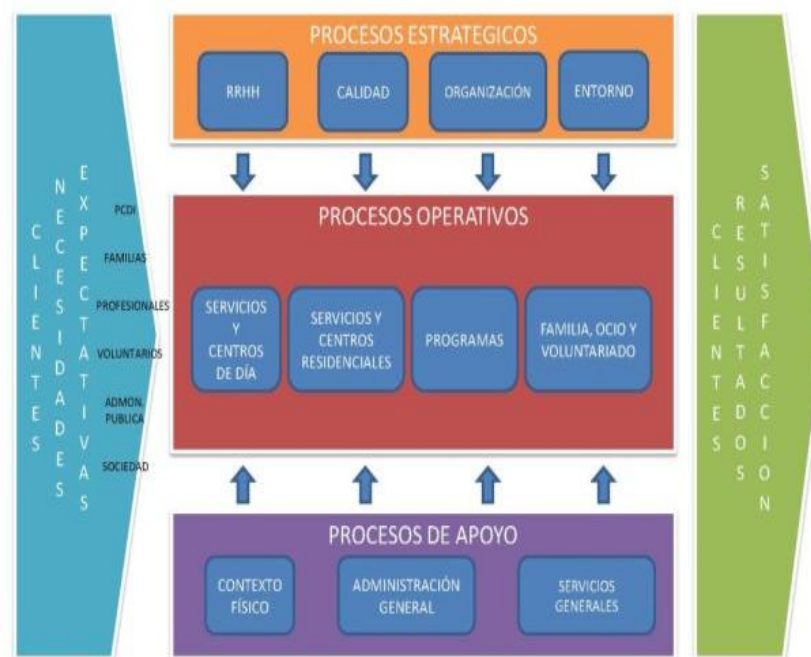 CLIENTES
NECESIDADES
EXPECTATIVAS
PCDI
FAMILIAS
PROFESIONALES
VOLUNTARIOS
ADMON.
PUBLICA
SOCIEDAD
PROCESOS ESTRATEGICOS
RRHH
CALIDAD
ORGANIZACIÓN
ENTORNO
PROCESOS OPERATIVOS
SERVICIOS
Y
CENTROS
DE DÍA
SERVICIOS Y
CENTROS
RESIDENCIALES
PROGRAMAS
FAMILIA, OCIO Y
VOLUNTARIADO
PROCESOS DE APOYO
CONTEXTO
FÍSICO
ADMINISTRACIÓN
GENERAL
SERVICIOS
GENERALES
CLIENTES
RESULTADOS
SATISFACCION